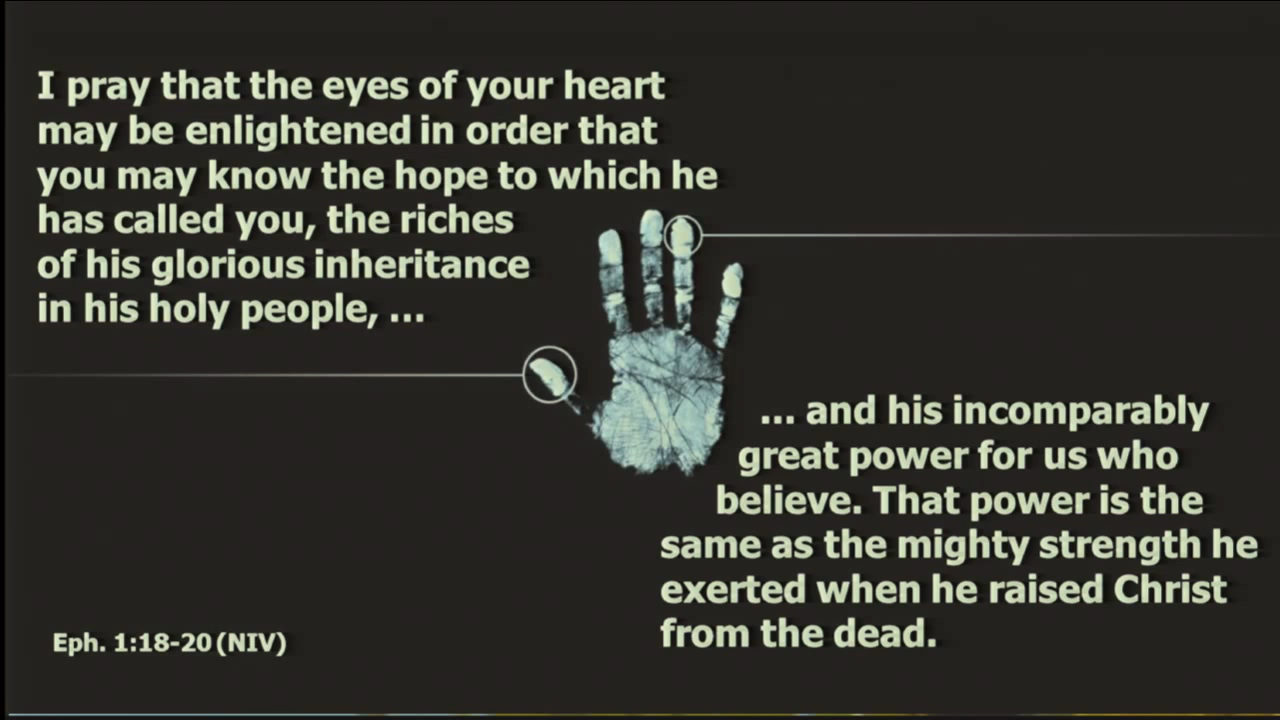 I pray that the eyes of your heart
may be enlightened in order that
you may know the hope to which he
has called you, the riches
of his glorious inheritance
in his holy people, ...
... and his incomparably
great power for us who
believe. That power is the
same as the mighty strength he
exerted when he raised Christ
from the dead.
Eph. 1:18-20 (NIV)